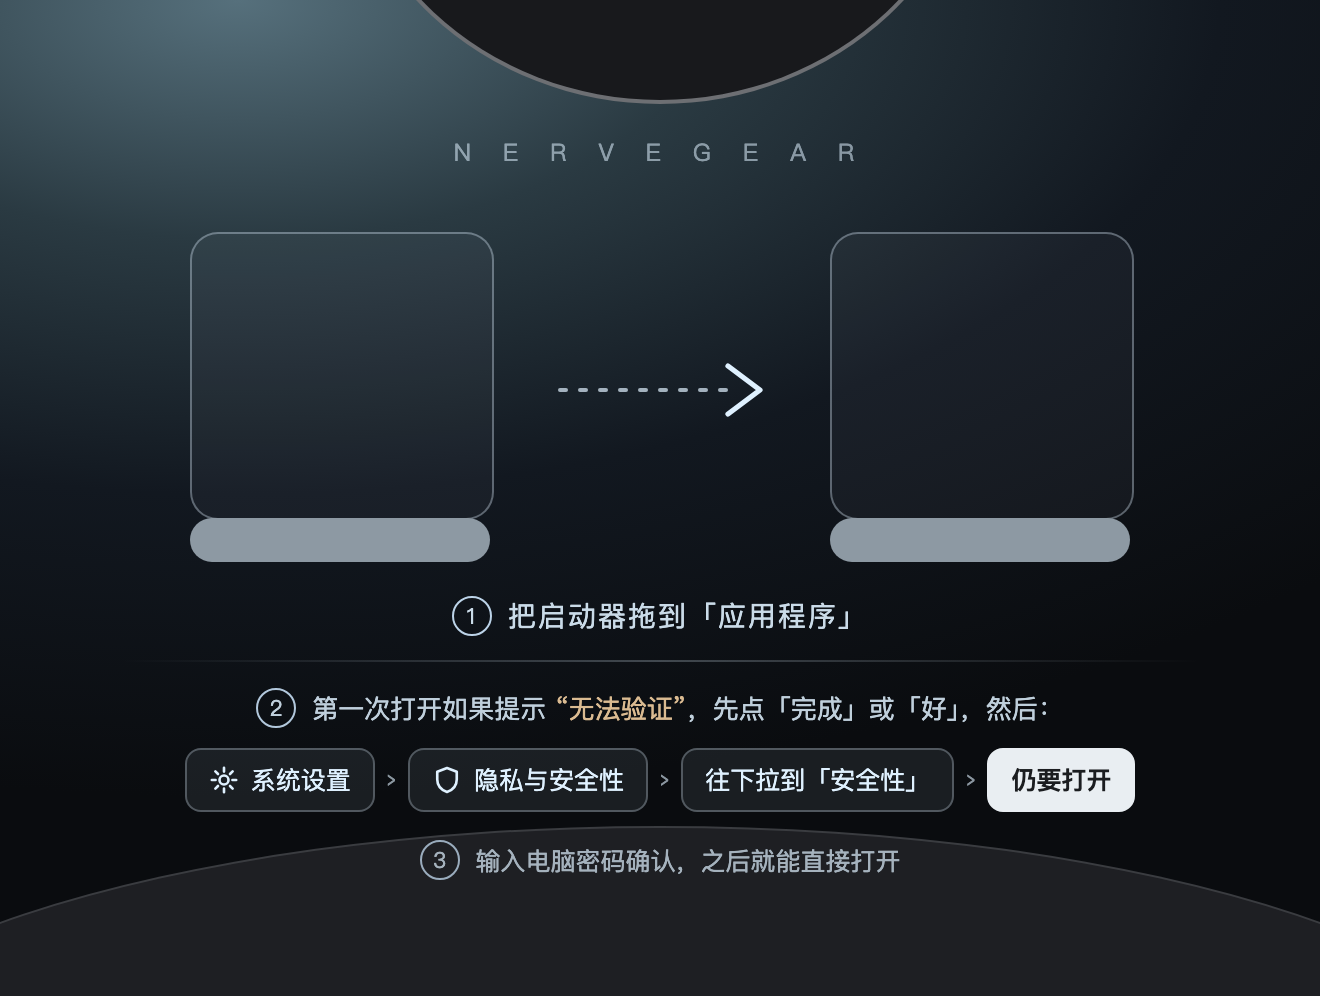 NERVEGEAR
1 把启动器拖到「应用程序」
2 第一次打开如果提示 “无法验证”，先点「完成」或「好」，然后：
系统设置 › 隐私与安全性 › 往下拉到「安全性」 › 仍要打开
3 输入电脑密码确认，之后就能直接打开